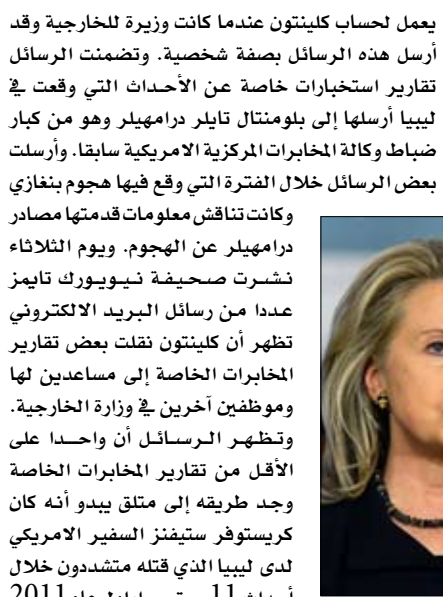 يعمل لحساب كلينتون عندما كانت وزيرة للخارجية وقد
أرسل هذه الرسائل بصفة شخصية. وتضمنت الرسائل
تقارير استخبارات خاصة عن الأحداث التي وقعت في
ليبيا أرسلها إلى بلومنتال تايلر درامهيلر وهو من كبار
ضباط وكالة المخابرات المركزية الامريكية سابقا. وأرسلت
بعض الرسائل خلال الفترة التي وقع فيها هجوم بنغازي
وكانت تناقش معلومات قدمتها مصادر
درامهيلر عن الهجوم. ويوم الثلاثاء
نشرت صحيفة نيويورك تايمز
عددا من رسائل البريد الالكتروني
تظهر أن كلينتون نقلت بعض تقارير
المخابرات الخاصة إلى مساعدين لها
وموظفين آخرين في وزارة الخارجية.
وتظهر الرسائل أن واحدا على
الأقل من تقارير المخابرات الخاصة
وجد طريقه إلى متلق يبدو أنه كان
كريستوفر ستيفنز السفير الامريكي
لدى ليبيا الذي قتله متشددون خلال
11 2011